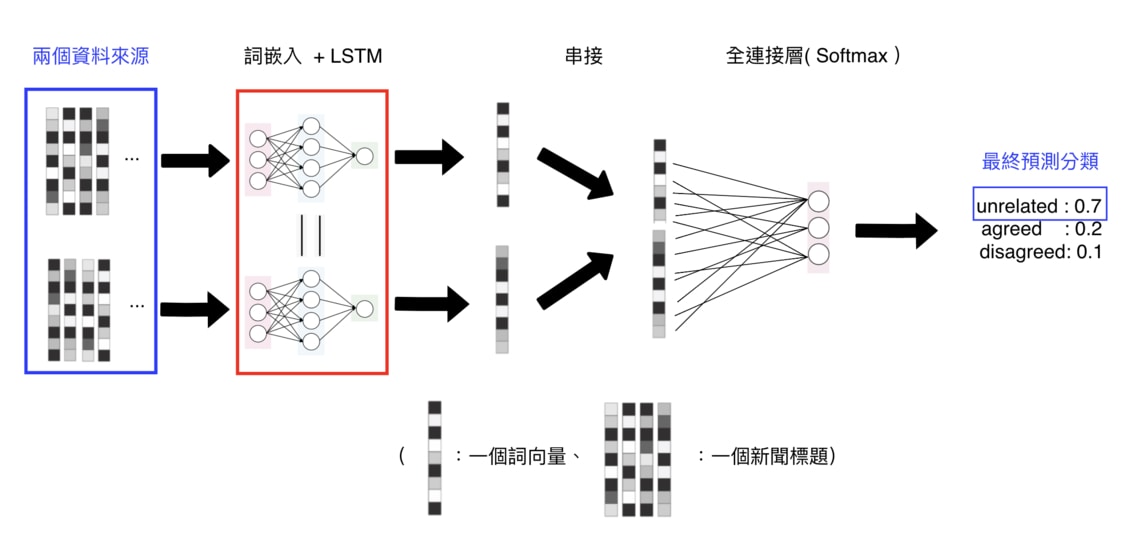 兩個資料來源
詞嵌入 + LSTM
串接
全連接層( Softmax )
...
...
最終預測分類
unrelated : 0.7
agreed : 0.2
disagreed: 0.1
( ：一個詞向量、 ：一個新聞標題)